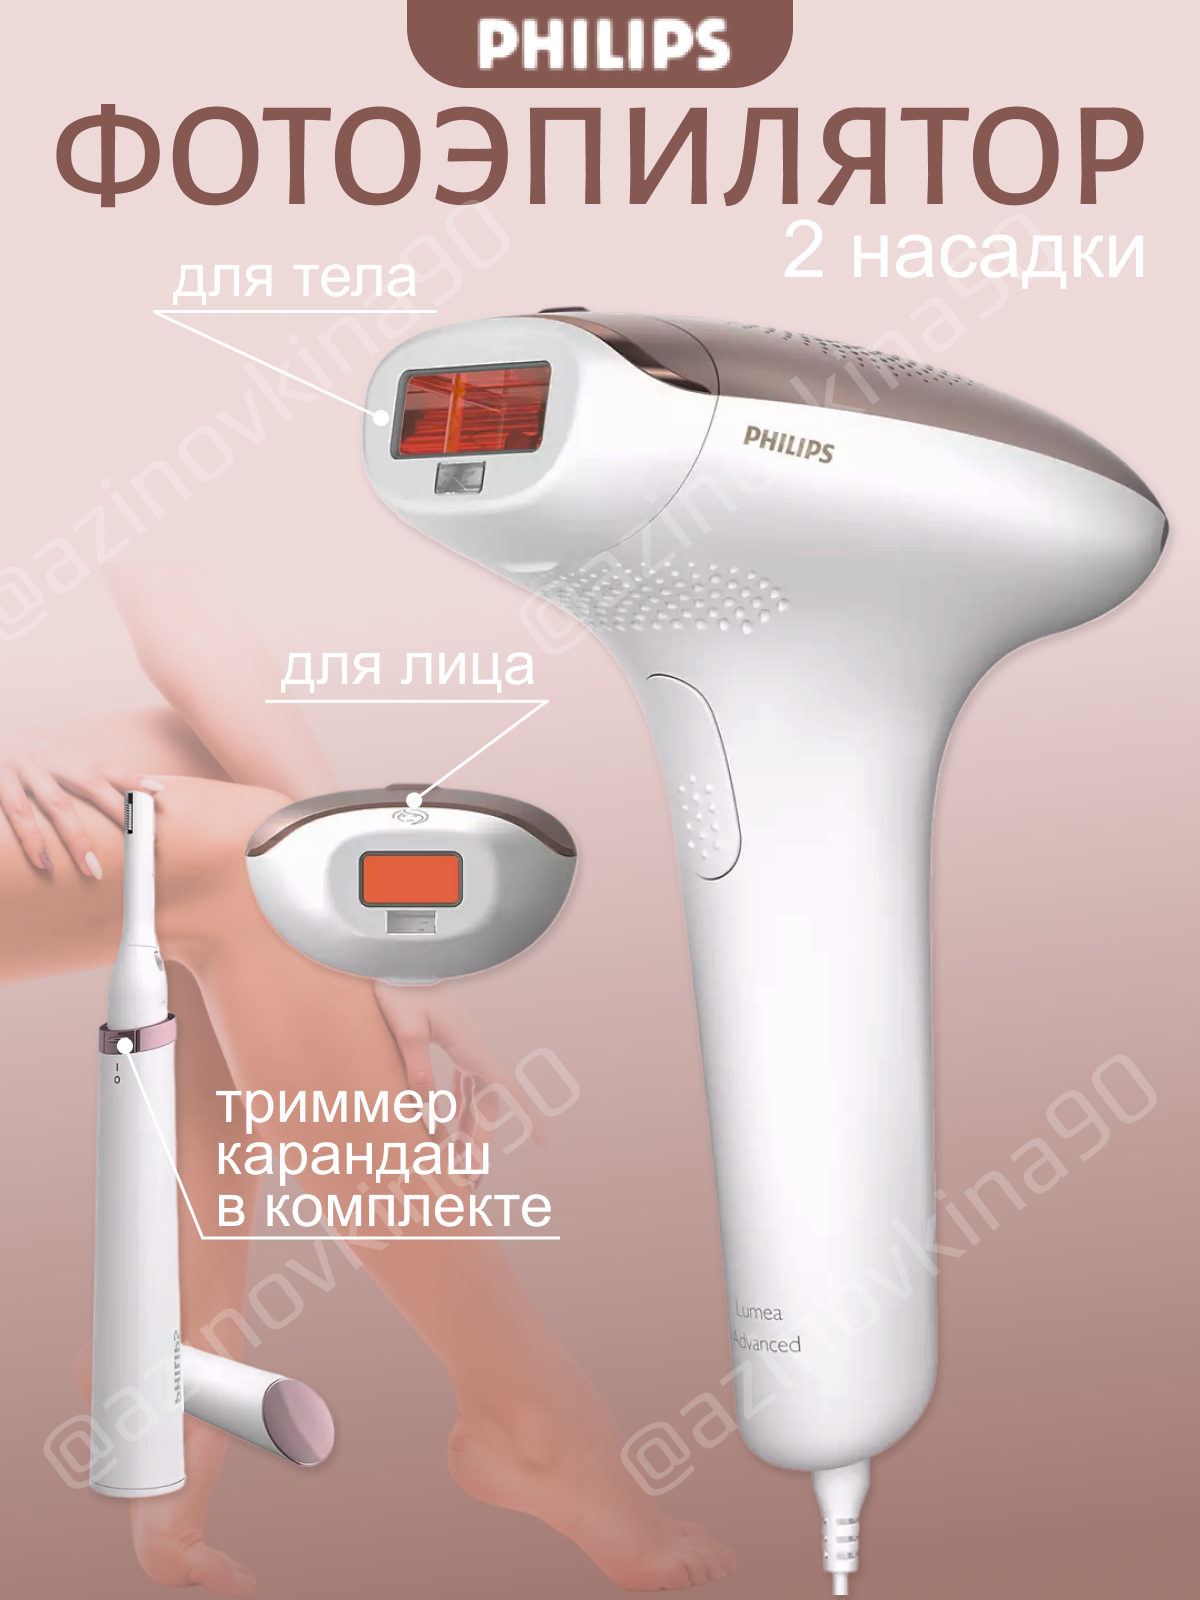 PHILIPS
ФОТОЭПИЛЯТОР
2 насадки
для тела
PHILIPS
для лица
триммер
карандаш
в комплекте
I
O
PHILIPS
Lumea
Advanced
@azinovkina90
@azinovkina90
@azinovkina90
@azinovkina90